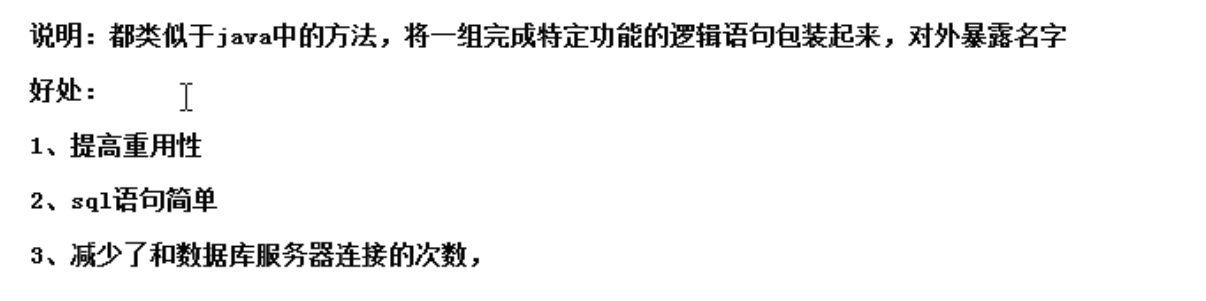 说明：都类似于java中的方法，将一组完成特定功能的逻辑语句包装起来，对外暴露名字
好处：
1、提高重用性
2、sql语句简单
3、减少了和数据库服务器连接的次数，